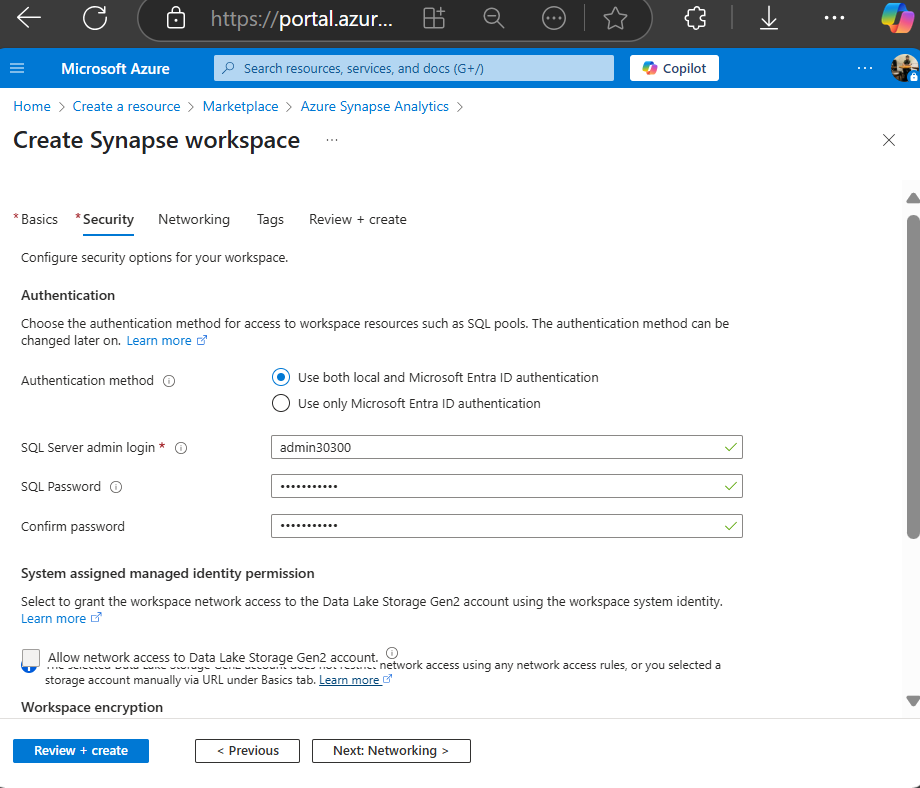 https://portal.azur...
Microsoft Azure
Search resources, services, and docs (G+/)
Copilot
Home > Create a resource > Marketplace > Azure Synapse Analytics >
Create Synapse workspace ...
* Basics * Security Networking Tags Review + create
Configure security options for your workspace.
Authentication
Choose the authentication method for access to workspace resources such as SQL pools. The authentication method can be
changed later on. Learn more
Authentication method
Use both local and Microsoft Entra ID authentication
Use only Microsoft Entra ID authentication
SQL Server admin login *
admin30300
SQL Password
•••••••••••
Confirm password
•••••••••••
System assigned managed identity permission
Select to grant the workspace network access to the Data Lake Storage Gen2 account using the workspace system identity.
Learn more
Allow network access to Data Lake Storage Gen2 account.
The selected Data Lake Storage Gen2 account does not restrict network access using any network access rules, or you selected a
storage account manually via URL under Basics tab. Learn more
Workspace encryption
Review + create
< Previous
Next: Networking >